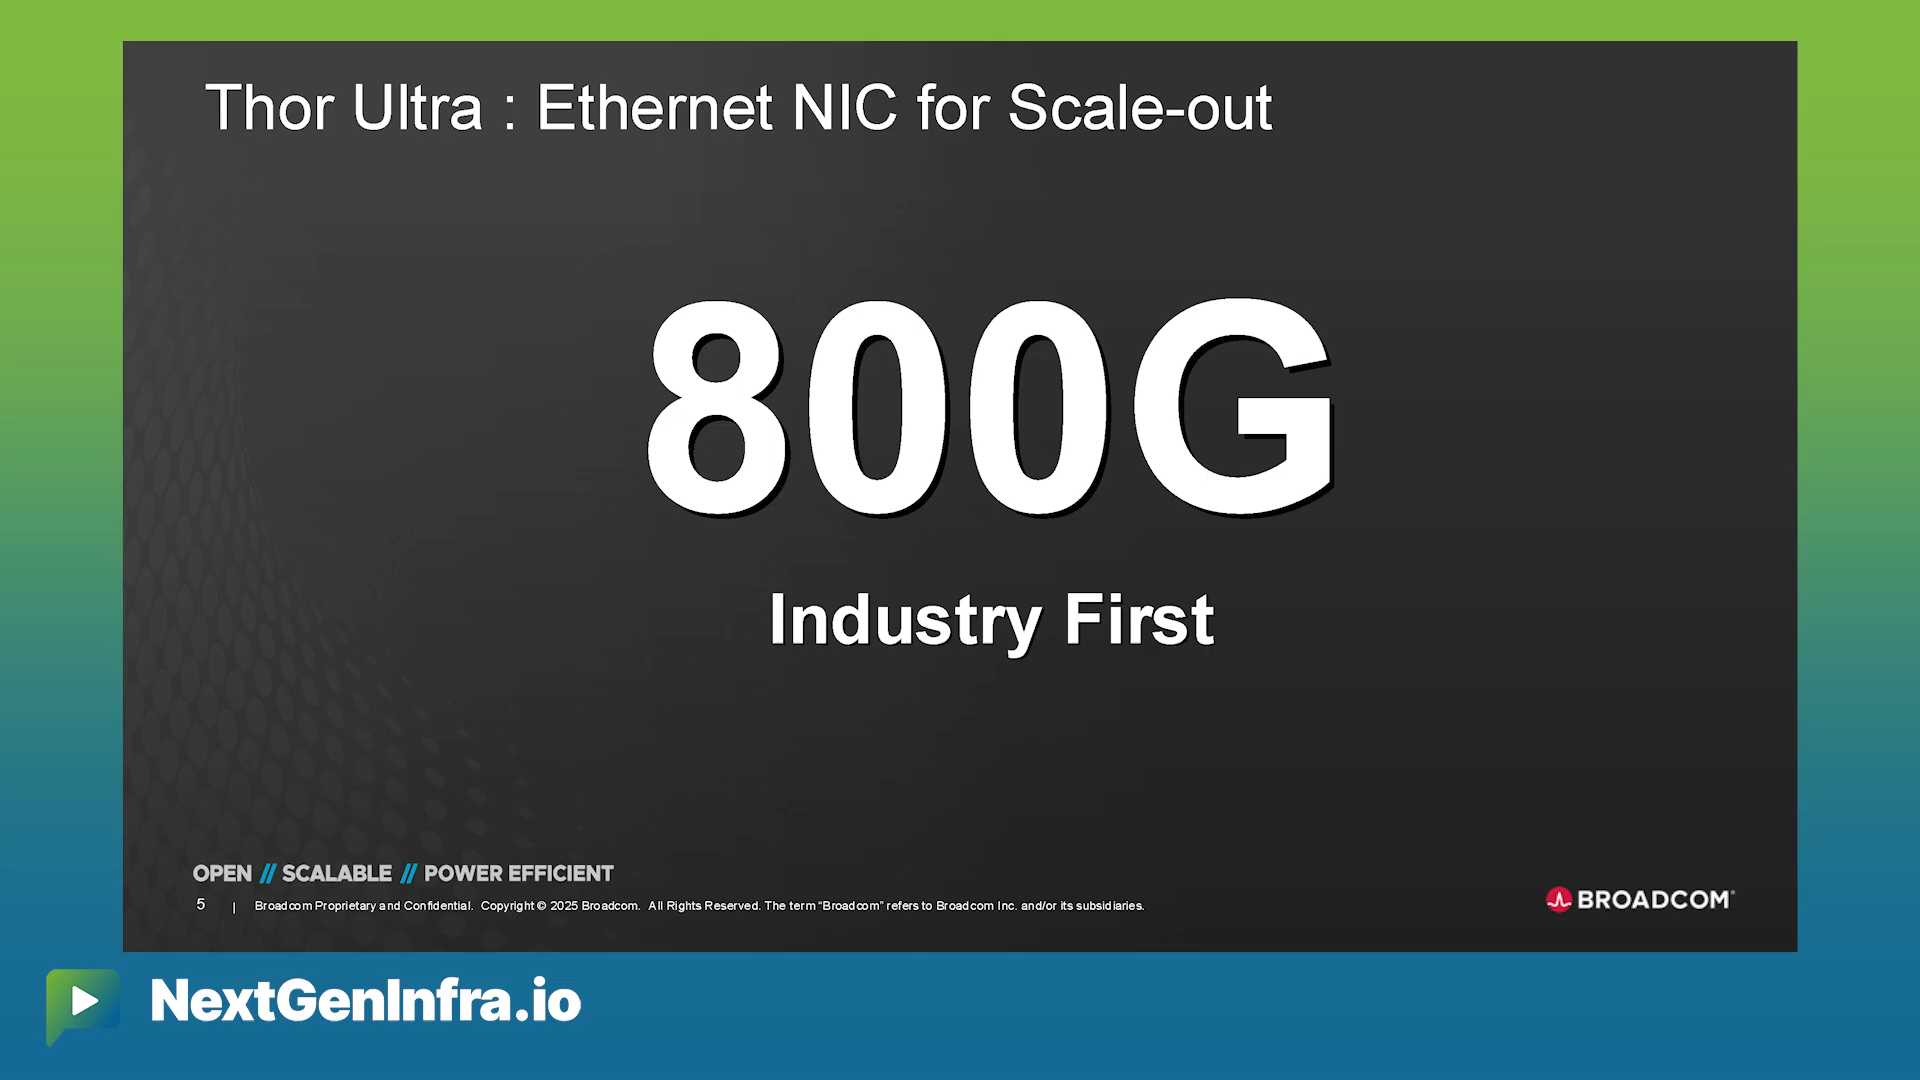 Thor Ultra : Ethernet NIC for Scale-out
800G
Industry First
OPEN // SCALABLE // POWER EFFICIENT
5 | Broadcom Proprietary and Confidential. Copyright © 2025 Broadcom. All Rights Reserved. The term “Broadcom” refers to Broadcom Inc. and/or its subsidiaries.
BROADCOM
NextGenInfra.io